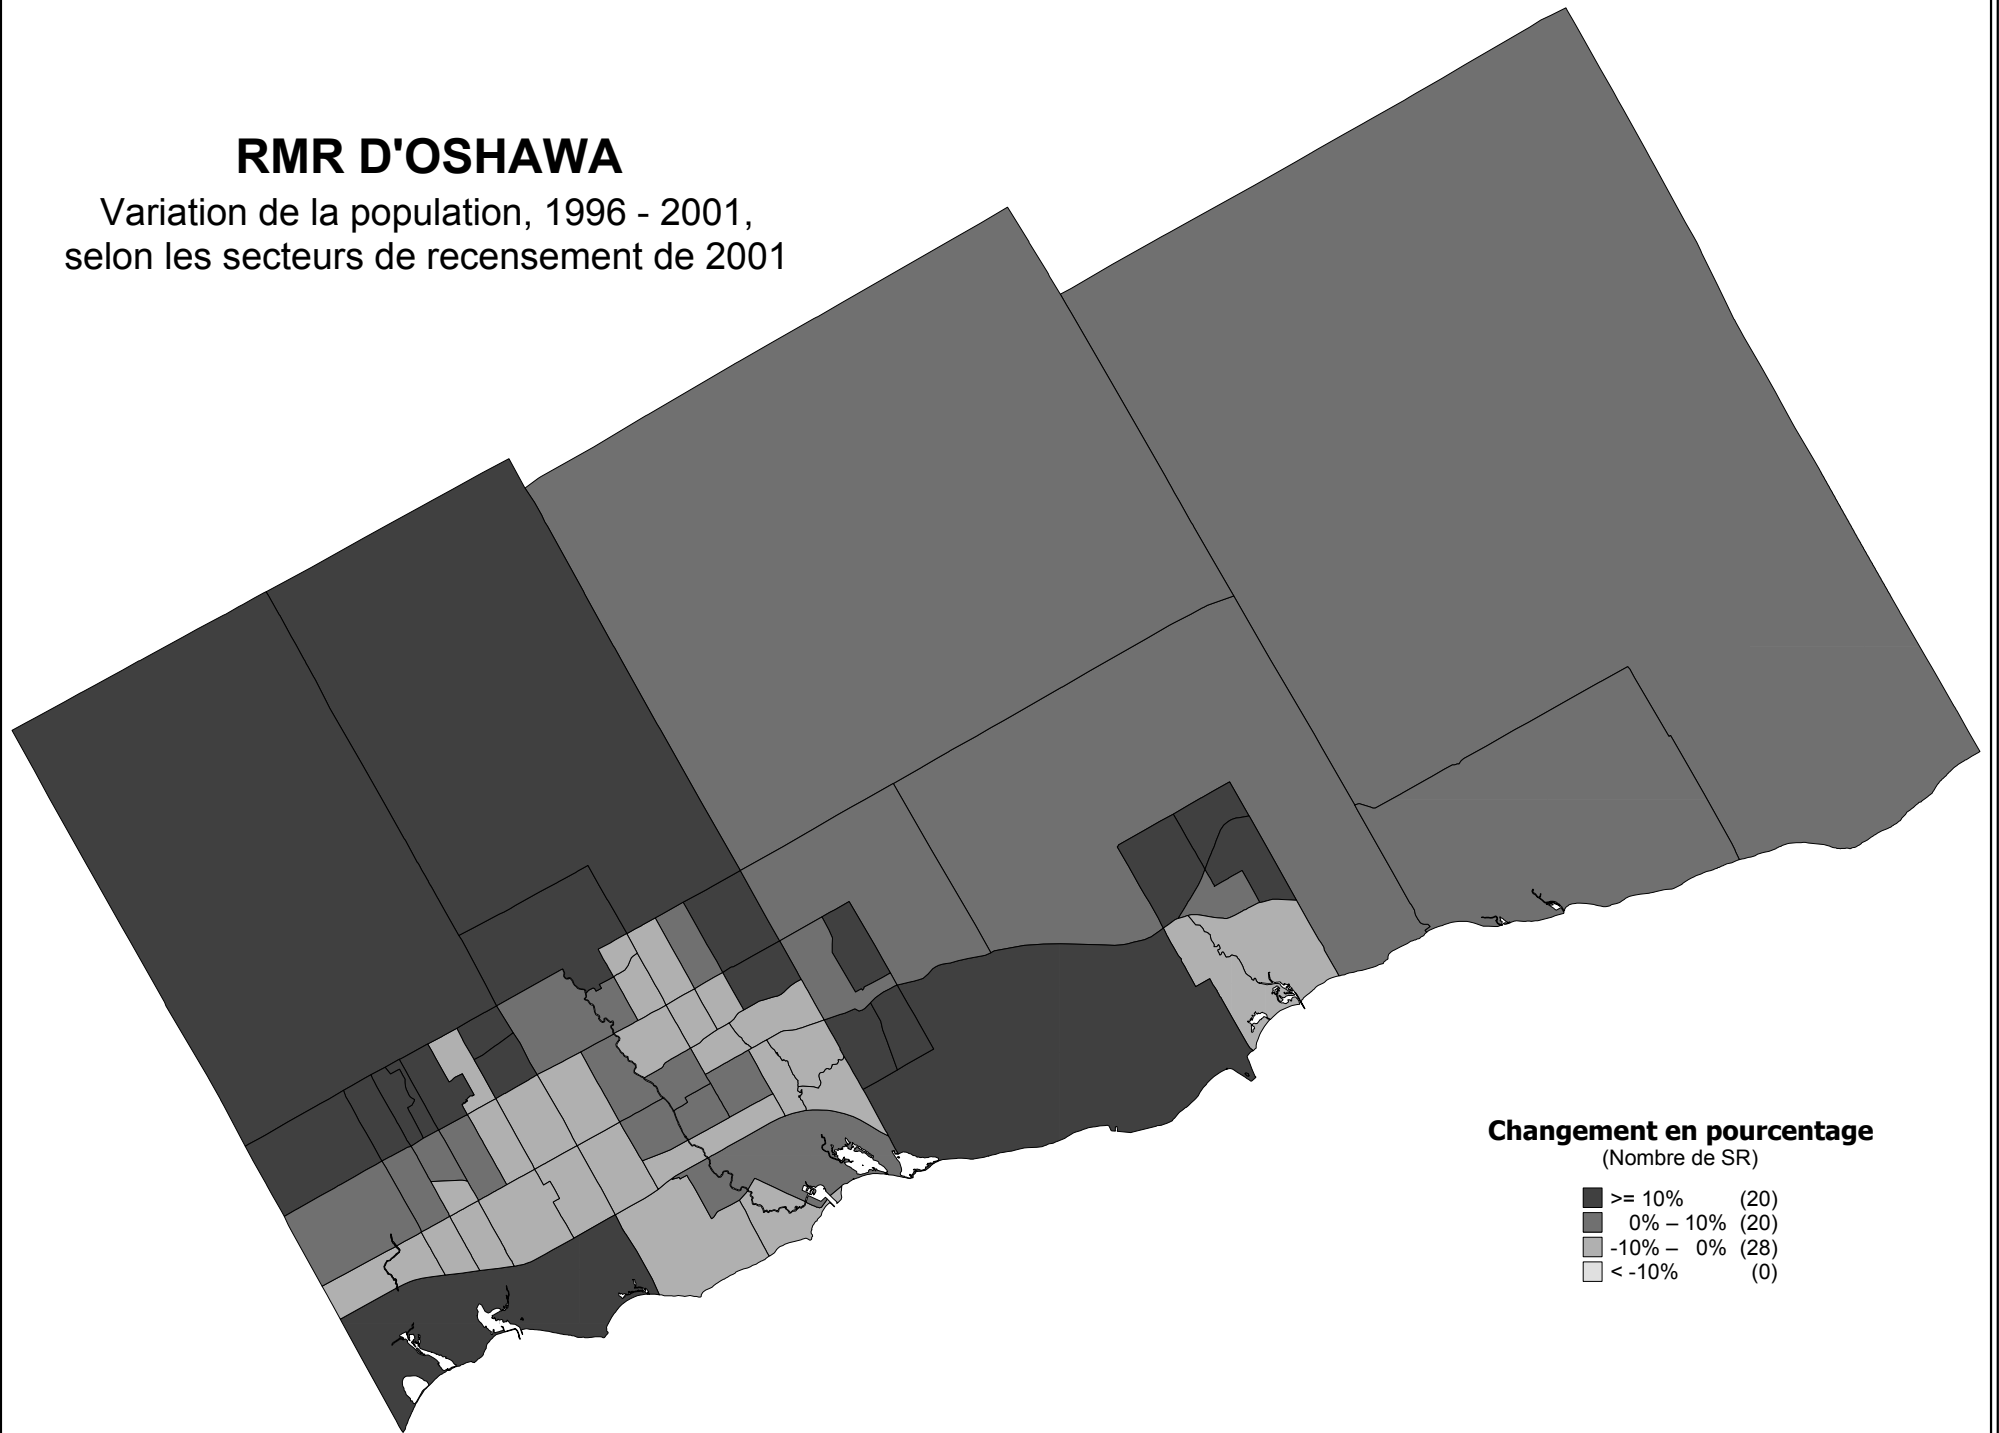 RMR D'OSHAWA
Variation de la population, 1996 - 2001,
selon les secteurs de recensement de 2001
Changement en pourcentage
(Nombre de SR)
>= 10% (20)
0% – 10% (20)
-10% – 0% (28)
< -10% (0)